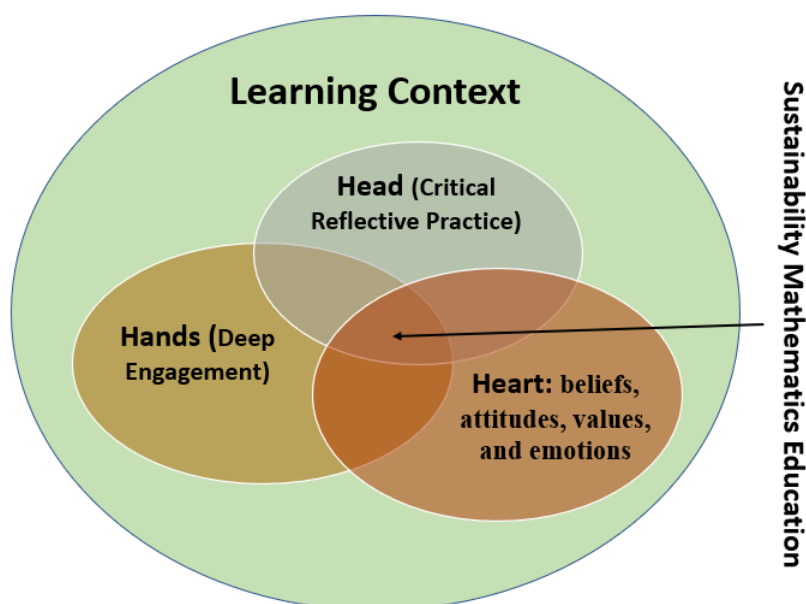 Learning Context
Head (Critical
Reflective Practice)
Hands (Deep
Engagement)
Heart: beliefs,
attitudes, values,
and emotions
Sustainability Mathematics Education